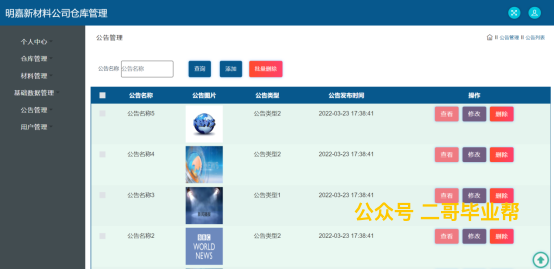 明嘉新材料公司仓库管理
个人中心
仓库管理
材料管理
基础数据管理
公告管理
用户管理
公告管理
公告管理 公告列表
公告名称 公告名称 查询 添加 批量删除
公告名称 公告图片 公告类型 公告发布时间 操作
公告名称5 公告类型2 2022-03-23 17:38:41 查看 修改 删除
公告名称4 公告类型2 2022-03-23 17:38:41 查看 修改 删除
公告名称3 公告类型1 2022-03-23 17:38:41 查看 修改 删除
公众号 二哥毕业帮
公告名称2 BBC WORLD NEWS 公告类型2 2022-03-23 17:38:41 查看 修改 删除